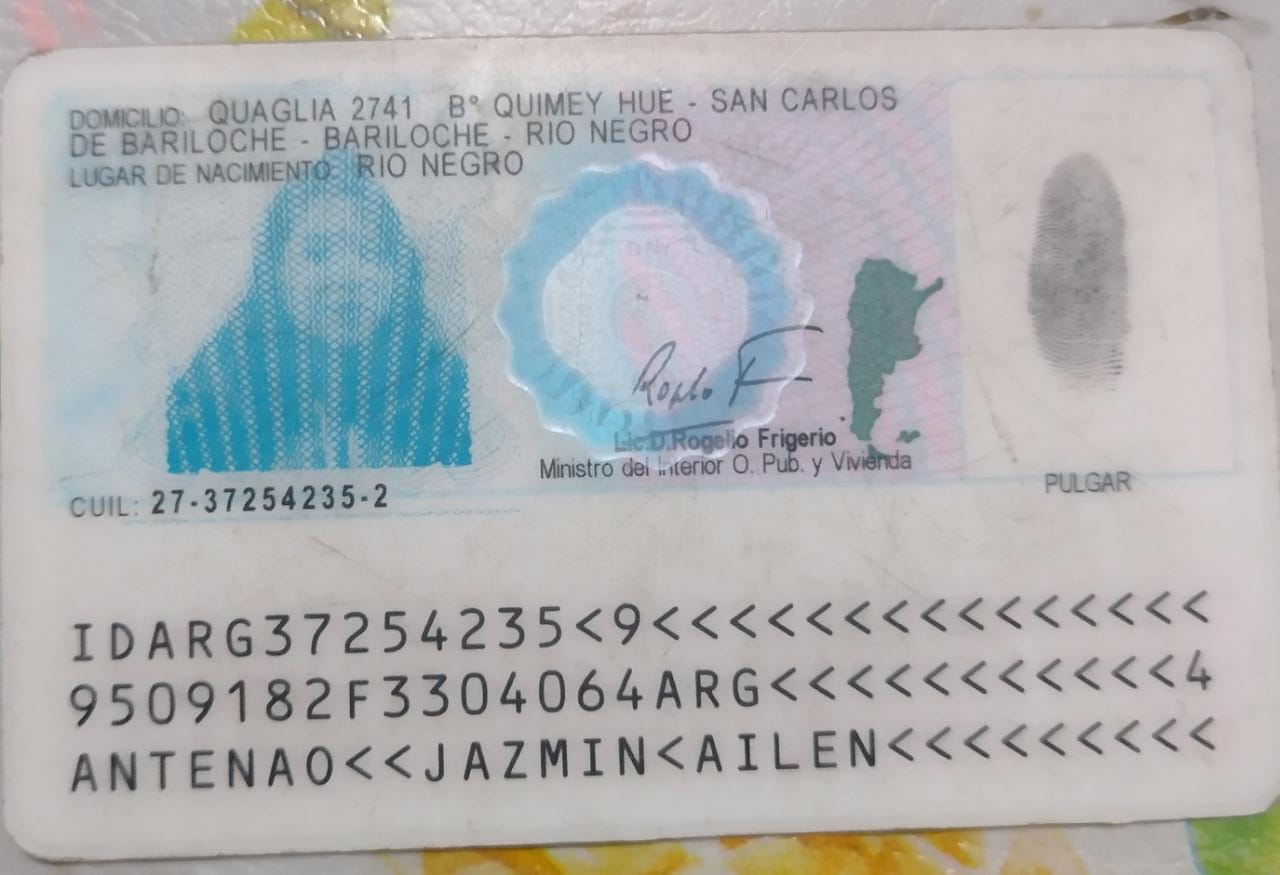 DOMICILIO: QUAGLIA 2741 B° QUIMEY HUE - SAN CARLOS
DE BARILOCHE - BARILOCHE - RIO NEGRO
LUGAR DE NACIMIENTO: RIO NEGRO
Lic.D.Rogelio Frigerio
Ministro del Interior O. Pub. y Vivienda
PULGAR
CUIL: 27-37254235-2
IDARG37254235<9<<<<<<<<<<<<<<<
9509182F3304064ARG<<<<<<<<<<<4
ANTENAO<<JAZMIN<AILEN<<<<<<<<<